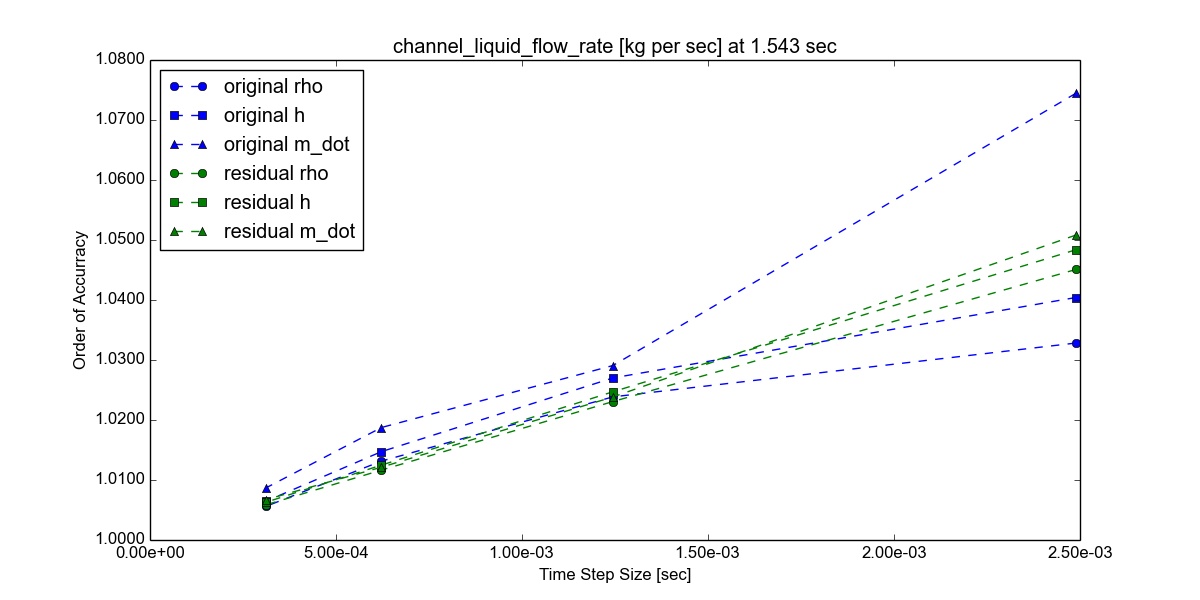 channel_liquid_flow_rate [kg per sec] at 1.543 sec
1.0800
1.0700
1.0600
1.0500
1.0400
1.0300
1.0200
1.0100
1.0000
Order of Accurracy
original rho
original h
original m_dot
residual rho
residual h
residual m_dot
0.00e+00
5.00e-04
1.00e-03
1.50e-03
2.00e-03
2.50e-03
Time Step Size [sec]